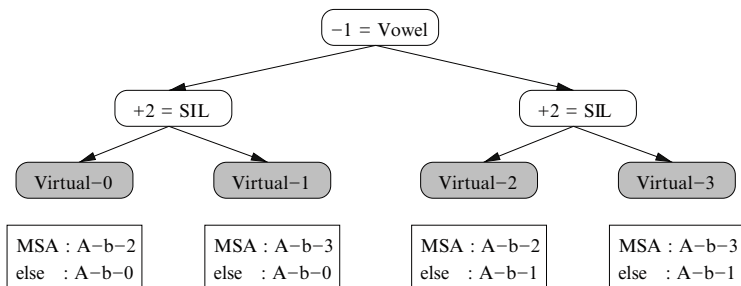 −1 = Vowel
+2 = SIL
+2 = SIL
Virtual−0
Virtual−1
Virtual−2
Virtual−3
MSA : A−b−2
else : A−b−0
MSA : A−b−3
else : A−b−0
MSA : A−b−2
else : A−b−1
MSA : A−b−3
else : A−b−1